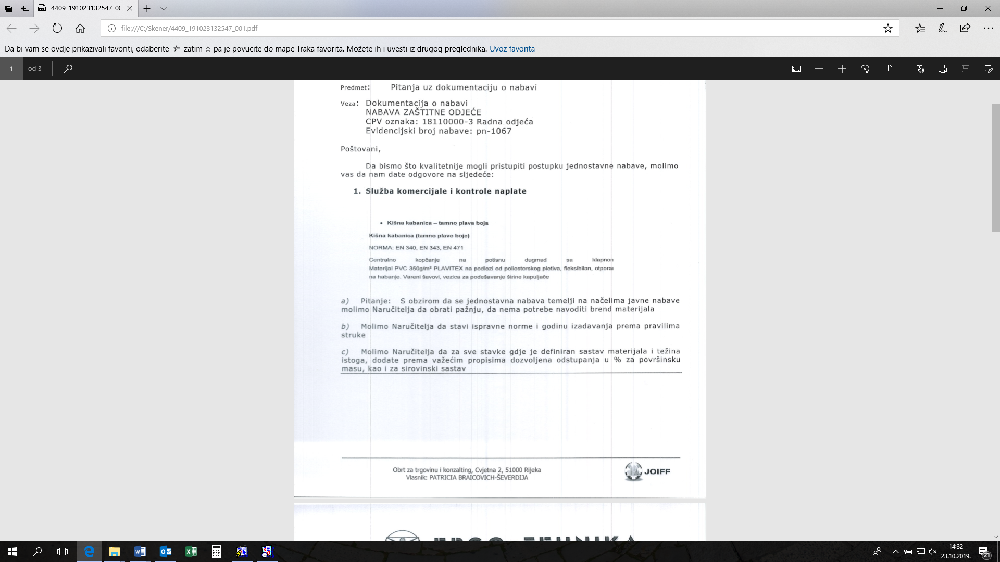 4409_191023132547_00
file:///C:/Skener/4409_191023132547_001.pdf
Da bi vam se ovdje prikazivali favoriti, odaberite zatim pa je povucite do mape Traka favorita. Možete ih i uvesti iz drugog preglednika. Uvoz favorita
1 od 3
Predmet: Pitanja uz dokumentaciju o nabavi
Veza: Dokumentacija o nabavi
NABAVA ZAŠTITNE ODJEĆE
CPV oznaka: 18110000-3 Radna odjeća
Evidencijski broj nabave: pn-1067
Poštovani,
Da bismo što kvalitetnije mogli pristupiti postupku jednostavne nabave, molimo
vas da nam date odgovore na sljedeće:
1. Služba komercijale i kontrole naplate
• Kišna kabanica – tamno plava boja
Kišna kabanica (tamno plave boje)
NORMA: EN 340, EN 343, EN 471
Centralno kopčanje na potisnu dugmad sa klapnom
Materijal PVC 350g/m² PLAVITEX na podlozi od poliesterskog pletiva, fleksibilan, otporan
na habanje. Vareni šavovi, vezica za podešavanje širine kapuljače
a) Pitanje: S obzirom da se jednostavna nabava temelji na načelima javne nabave
molimo Naručitelja da obrati pažnju, da nema potrebe navoditi brend materijala
b) Molimo Naručitelja da stavi ispravne norme i godinu izadavanja prema pravilima
struke
c) Molimo Naručitelja da za sve stavke gdje je definiran sastav materijala i težina
istoga, dodate prema važećim propisima dozvoljena odstupanja u % za površinsku
masu, kao i za sirovinski sastav
Obrt za trgovinu i konzalting, Cvjetna 2, 51000 Rijeka
Vlasnik: PATRICIA BRAICOVICH-ŠEVERDIJA
JOIFF
14:32
23.10.2019.
21